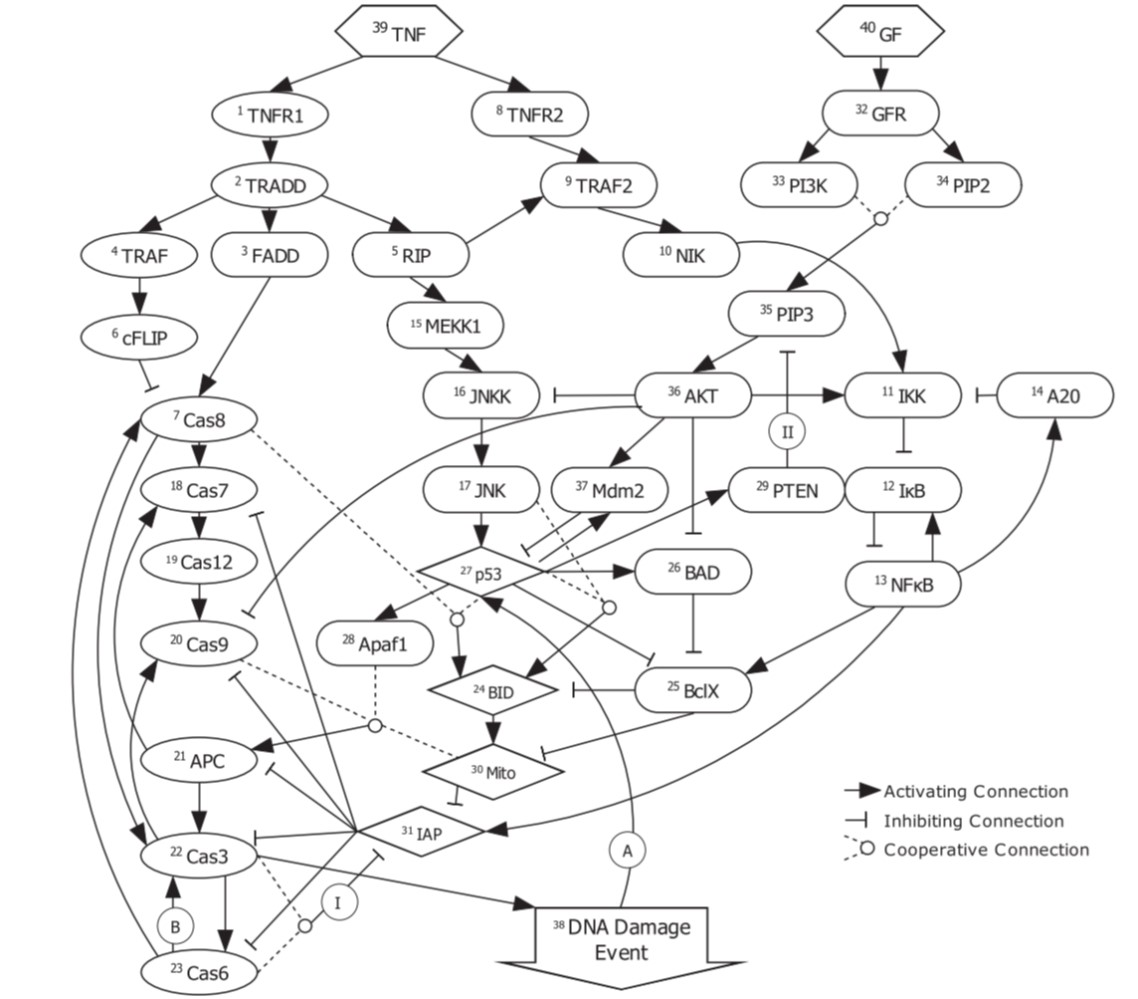 39 TNF
40 GF
1 TNFR1
8 TNFR2
32 GFR
2 TRADD
9 TRAF2
33 PI3K
34 PIP2
4 TRAF
3 FADD
5 RIP
10 NIK
35 PIP3
6 cFLIP
15 MEKK1
16 JNKK
36 AKT
11 IKK
14 A20
7 Cas8
II
18 Cas7
17 JNK
37 Mdm2
29 PTEN
12 IκB
19 Cas12
27 p53
26 BAD
13 NFκB
20 Cas9
28 Apaf1
24 BID
25 BclX
21 APC
30 Mito
Activating Connection
31 IAP
Inhibiting Connection
22 Cas3
A
Cooperative Connection
I
B
38 DNA Damage
Event
23 Cas6